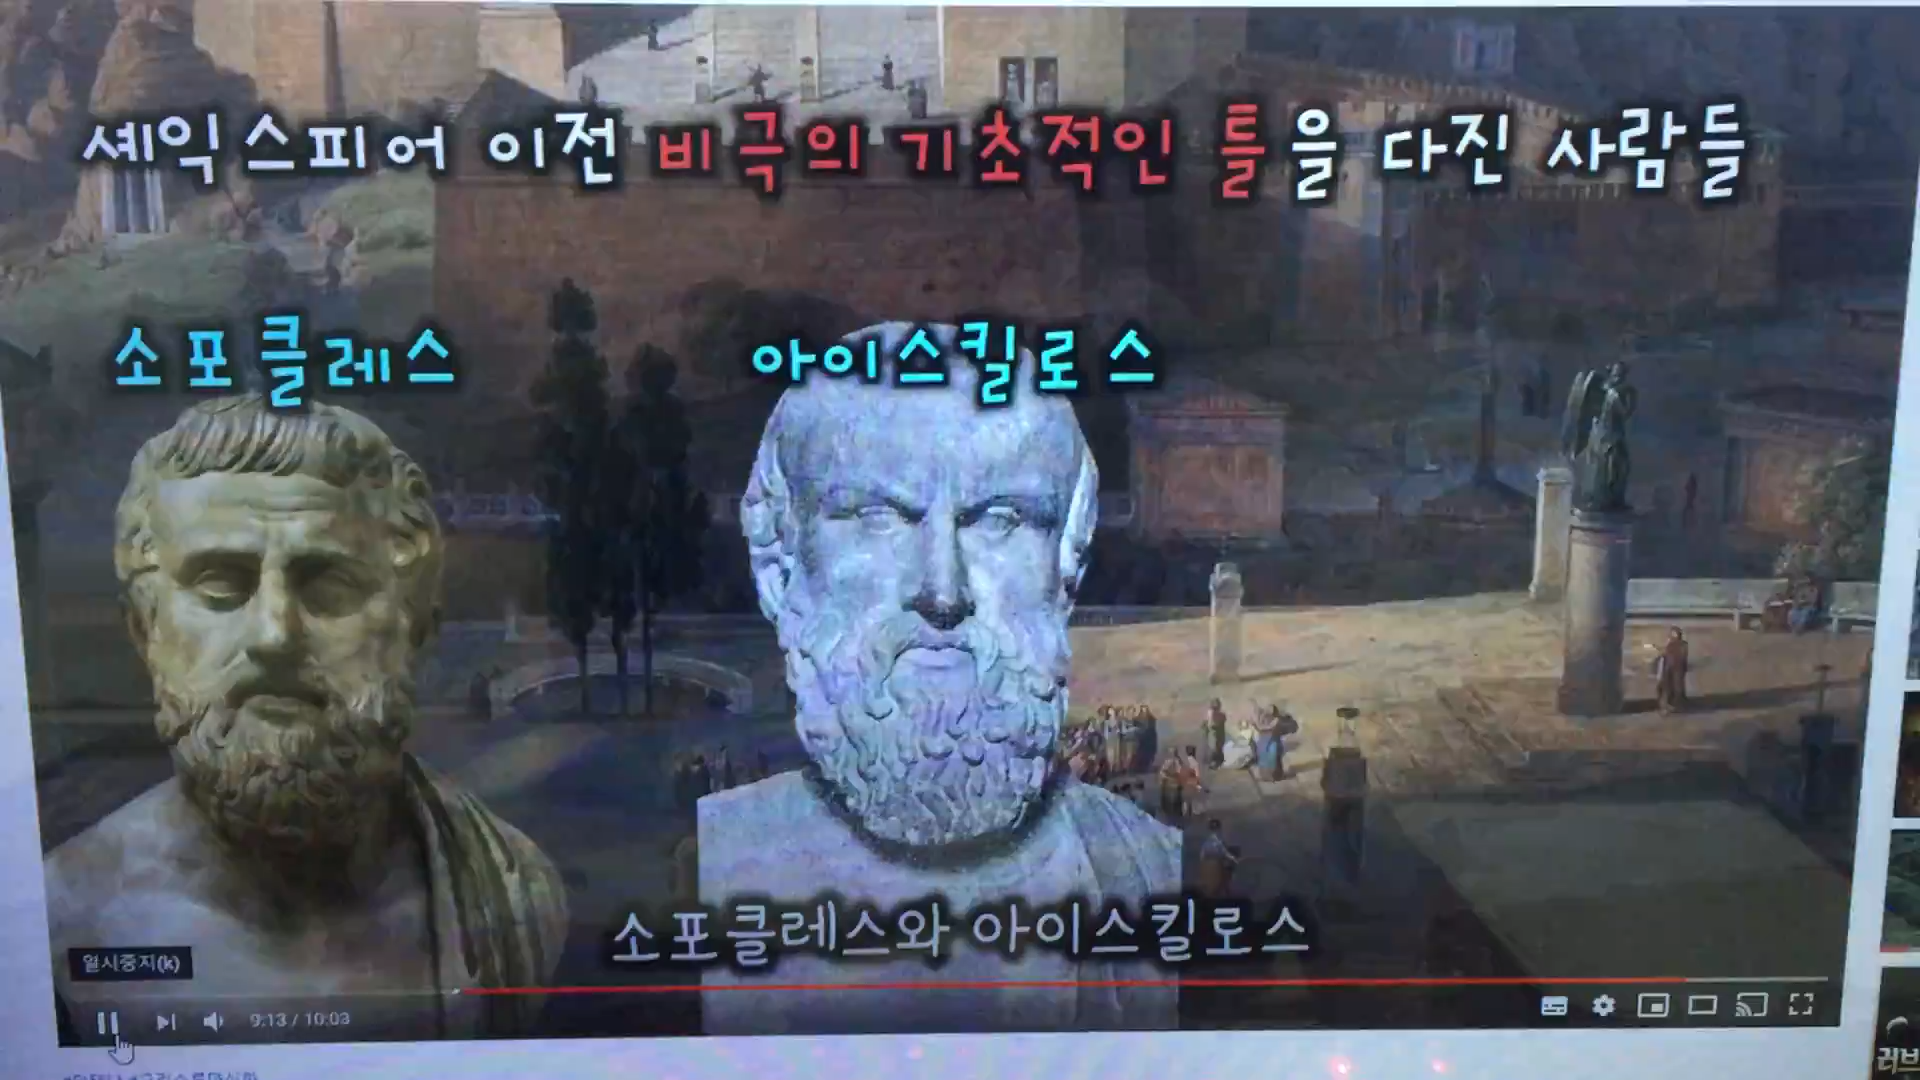 셰익스피어 이전 비극의 기초적인 틀을 다진 사람들
소포클레스
아이스킬로스
소포클레스와 아이스킬로스
일시중지(k)
9:13 / 10:03
러브